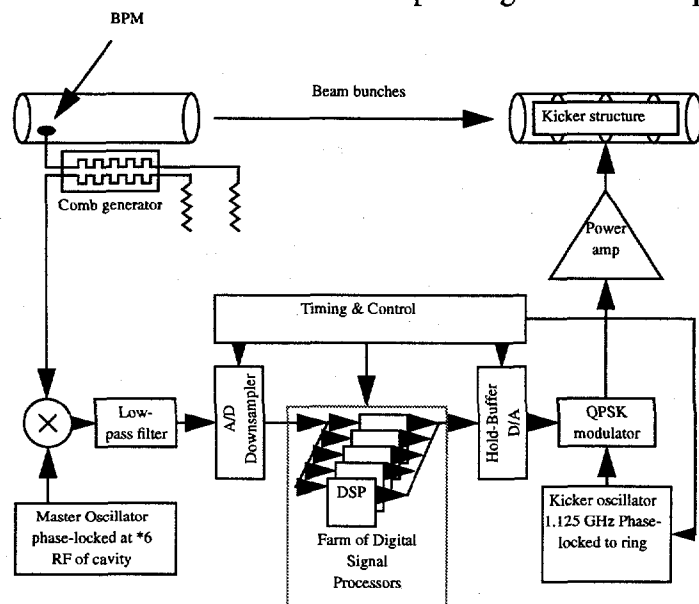 BPM
Beam bunches
Kicker structure
Comb generator
Power
amp
Timing & Control
Low-
pass filter
A/D
Downsampler
Hold-Buffer
D/A
QPSK
modulator
DSP
Master Oscillator
phase-locked at *6
RF of cavity
Farm of Digital
Signal
Processors
Kicker oscillator
1.125 GHz Phase-
locked to ring